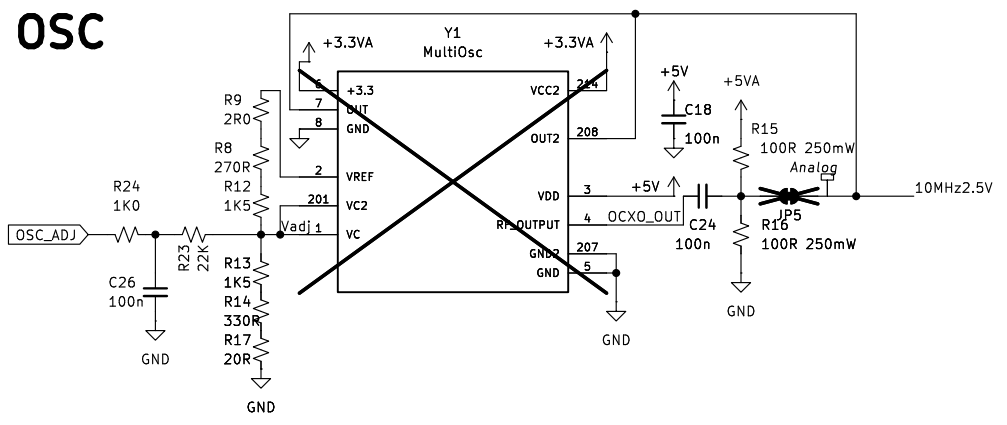 OSC
Y1
MultiOsc
+3.3VA
+3.3VA
6
+3.3
7
OUT
8
GND
2
VREF
201
VC2
Vadj
1
VC
214
VCC2
208
OUT2
3
VDD
+5V
4
RF_OUTPUT
OCXO_OUT
207
GND2
5
GND
GND
R9
2R0
R8
270R
R12
1K5
R24
1K0
OSC_ADJ
R23
22K
C26
100n
GND
R13
1K5
R14
330R
R17
20R
GND
+5V
C18
100n
+5VA
R15
100R 250mW
Analog
JP5
10MHz2.5V
C24
100n
R16
100R 250mW
GND